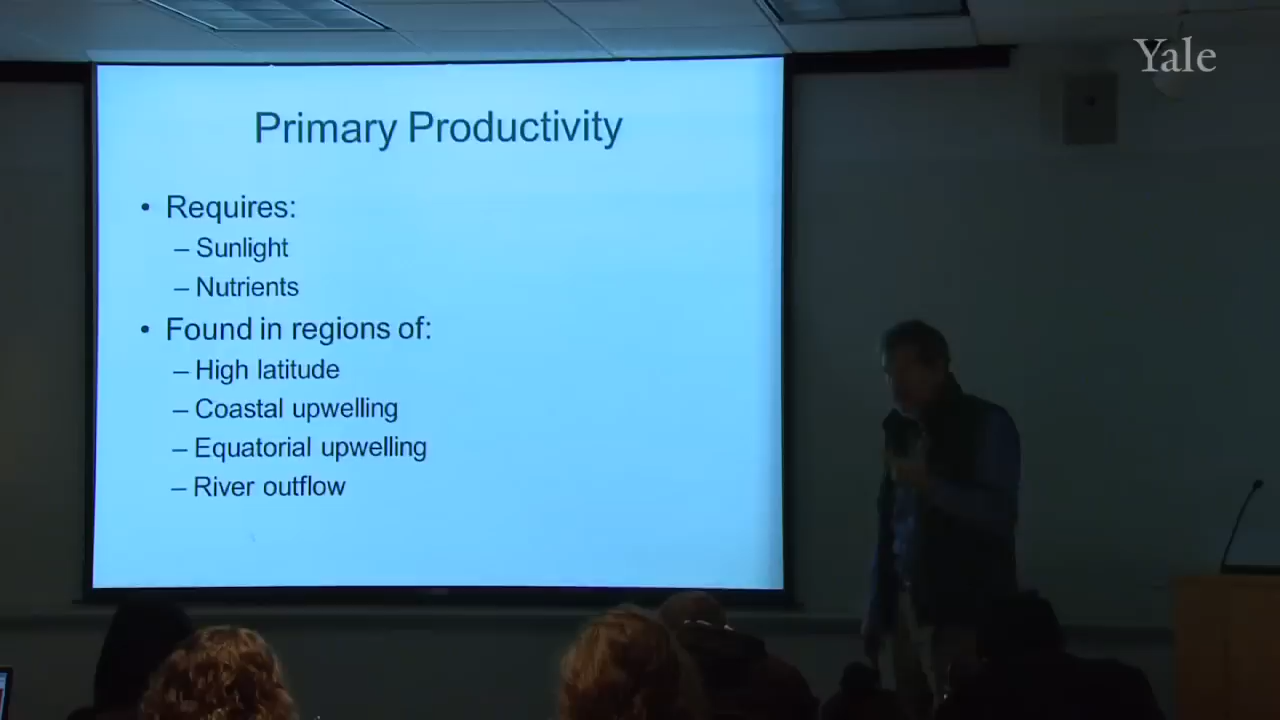 Yale
Primary Productivity
• Requires:
– Sunlight
– Nutrients
• Found in regions of:
– High latitude
– Coastal upwelling
– Equatorial upwelling
– River outflow